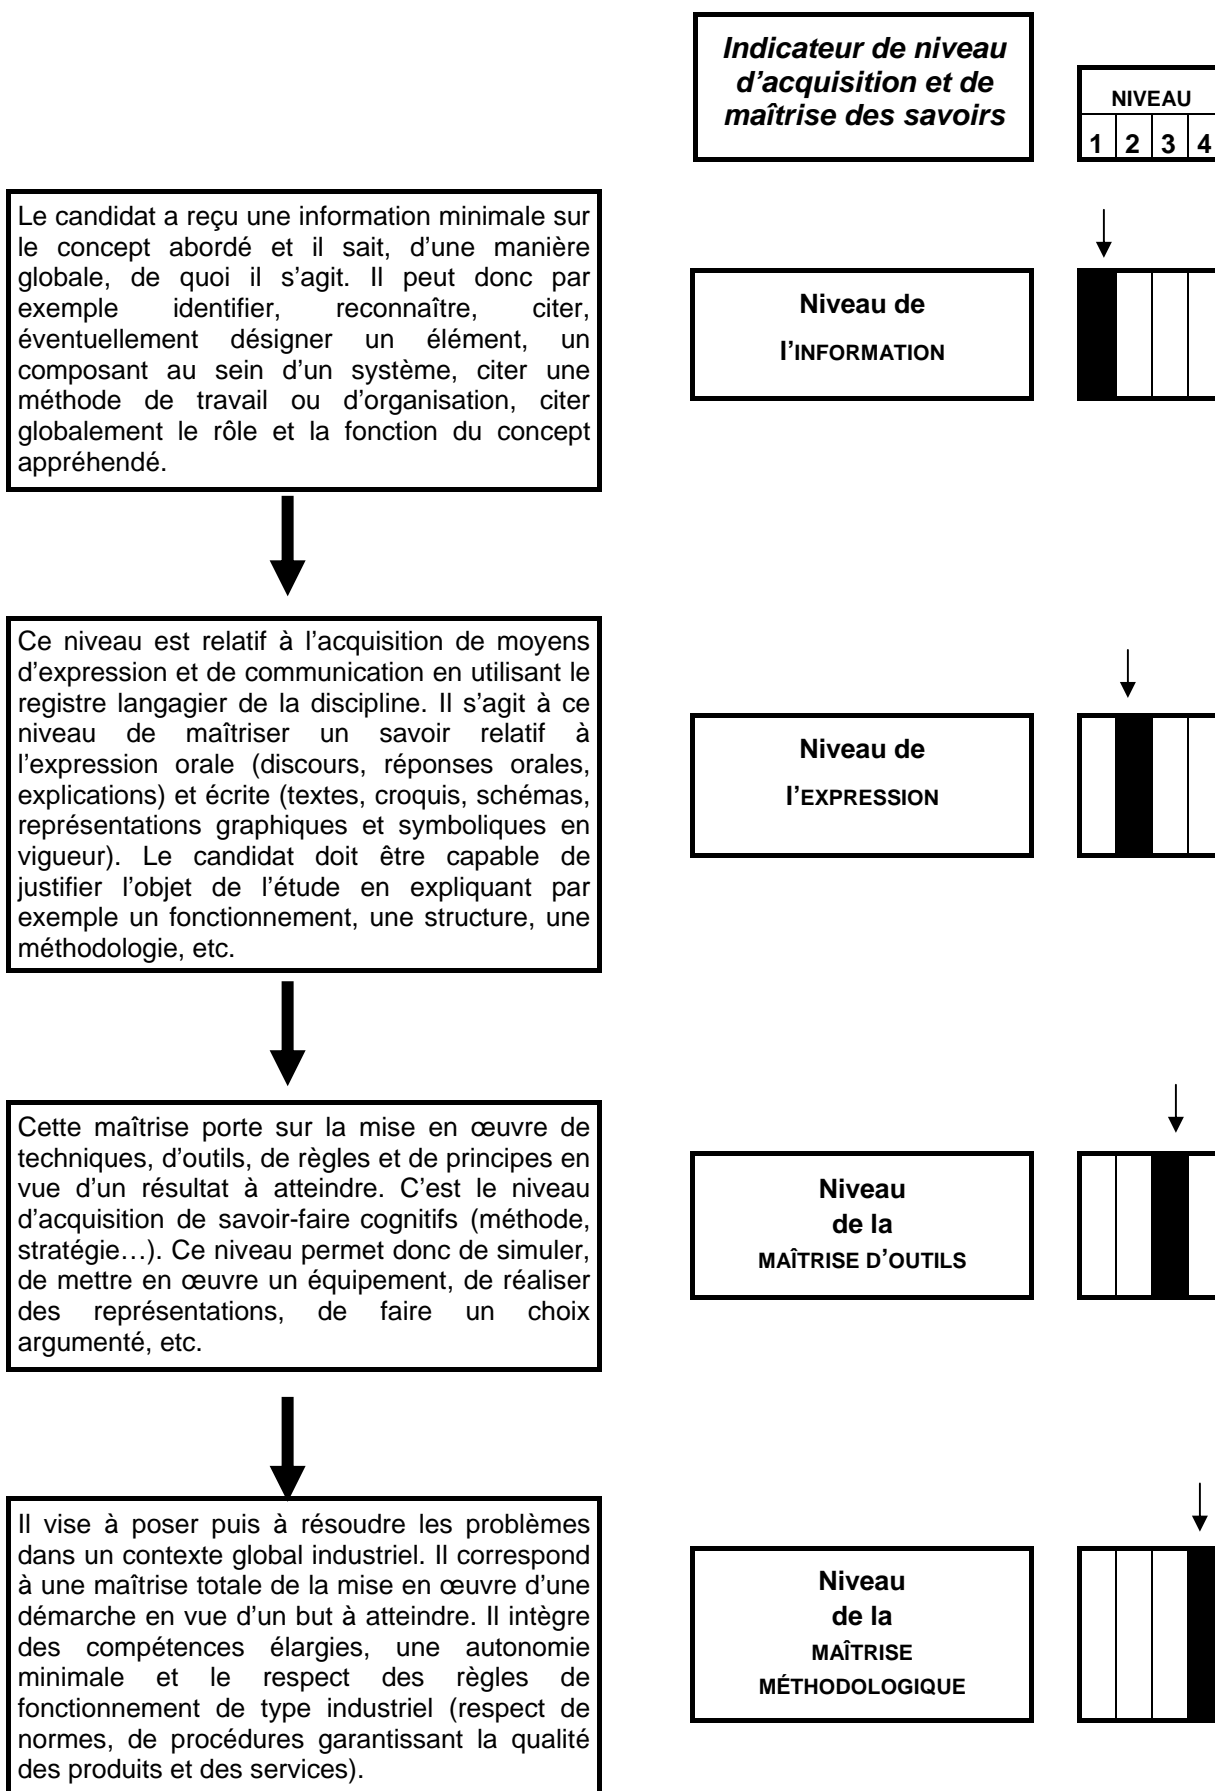 Indicateur de niveau
d’acquisition et de
maîtrise des savoirs
NIVEAU
1 2 3 4
Le candidat a reçu une information minimale sur
le concept abordé et il sait, d’une manière
globale, de quoi il s’agit. Il peut donc par
exemple identifier, reconnaître, citer,
éventuellement désigner un élément, un
composant au sein d’un système, citer une
méthode de travail ou d’organisation, citer
globalement le rôle et la fonction du concept
appréhendé.
Niveau de
l’INFORMATION
Ce niveau est relatif à l’acquisition de moyens
d’expression et de communication en utilisant le
registre langagier de la discipline. Il s’agit à ce
niveau de maîtriser un savoir relatif à
l’expression orale (discours, réponses orales,
explications) et écrite (textes, croquis, schémas,
représentations graphiques et symboliques en
vigueur). Le candidat doit être capable de
justifier l’objet de l’étude en expliquant par
exemple un fonctionnement, une structure, une
méthodologie, etc.
Niveau de
l’EXPRESSION
Cette maîtrise porte sur la mise en œuvre de
techniques, d’outils, de règles et de principes en
vue d’un résultat à atteindre. C’est le niveau
d’acquisition de savoir-faire cognitifs (méthode,
stratégie…). Ce niveau permet donc de simuler,
de mettre en œuvre un équipement, de réaliser
des représentations, de faire un choix
argumenté, etc.
Niveau
de la
MAÎTRISE D’OUTILS
Il vise à poser puis à résoudre les problèmes
dans un contexte global industriel. Il correspond
à une maîtrise totale de la mise en œuvre d’une
démarche en vue d’un but à atteindre. Il intègre
des compétences élargies, une autonomie
minimale et le respect des règles de
fonctionnement de type industriel (respect de
normes, de procédures garantissant la qualité
des produits et des services).
Niveau
de la
MAÎTRISE
MÉTHODOLOGIQUE